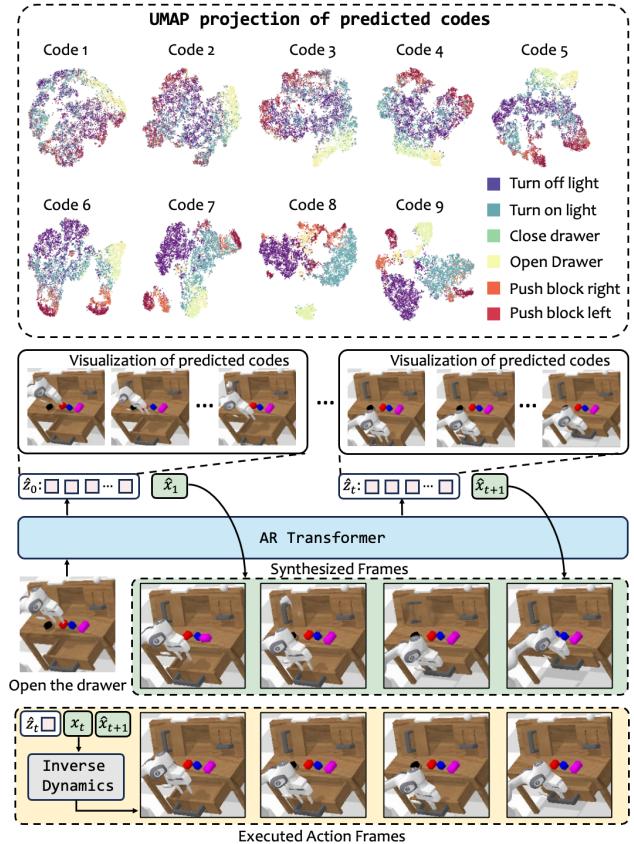 UMAP projection of predicted codes
Code 1
Code 2
Code 3
Code 4
Code 5
Turn off light
Turn on light
Close drawer
Open Drawer
Push block right
Push block left
Code 6
Code 7
Code 8
Code 9
Visualization of predicted codes
Visualization of predicted codes
...
...
...
ẑ₀: ...
x̂₁
ẑₜ: ...
x̂ₜ₊₁
AR Transformer
Synthesized Frames
Open the drawer
ẑₜ
xₜ
x̂ₜ₊₁
Inverse
Dynamics
Executed Action Frames